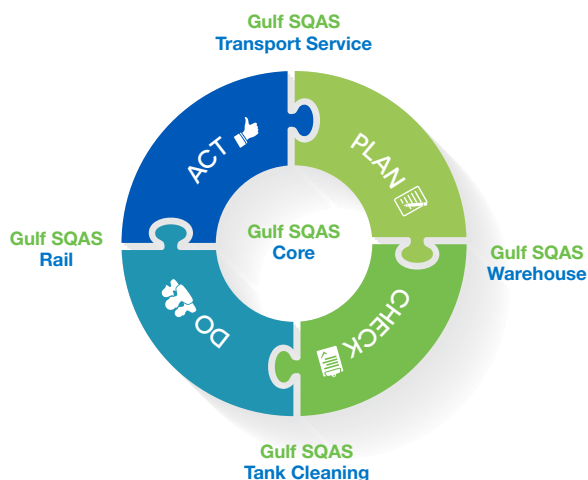 Gulf SQAS
Transport Service
ACT
PLAN
Gulf SQAS
Rail
Gulf SQAS
Core
Gulf SQAS
Warehouse
DO
CHECK
Gulf SQAS
Tank Cleaning